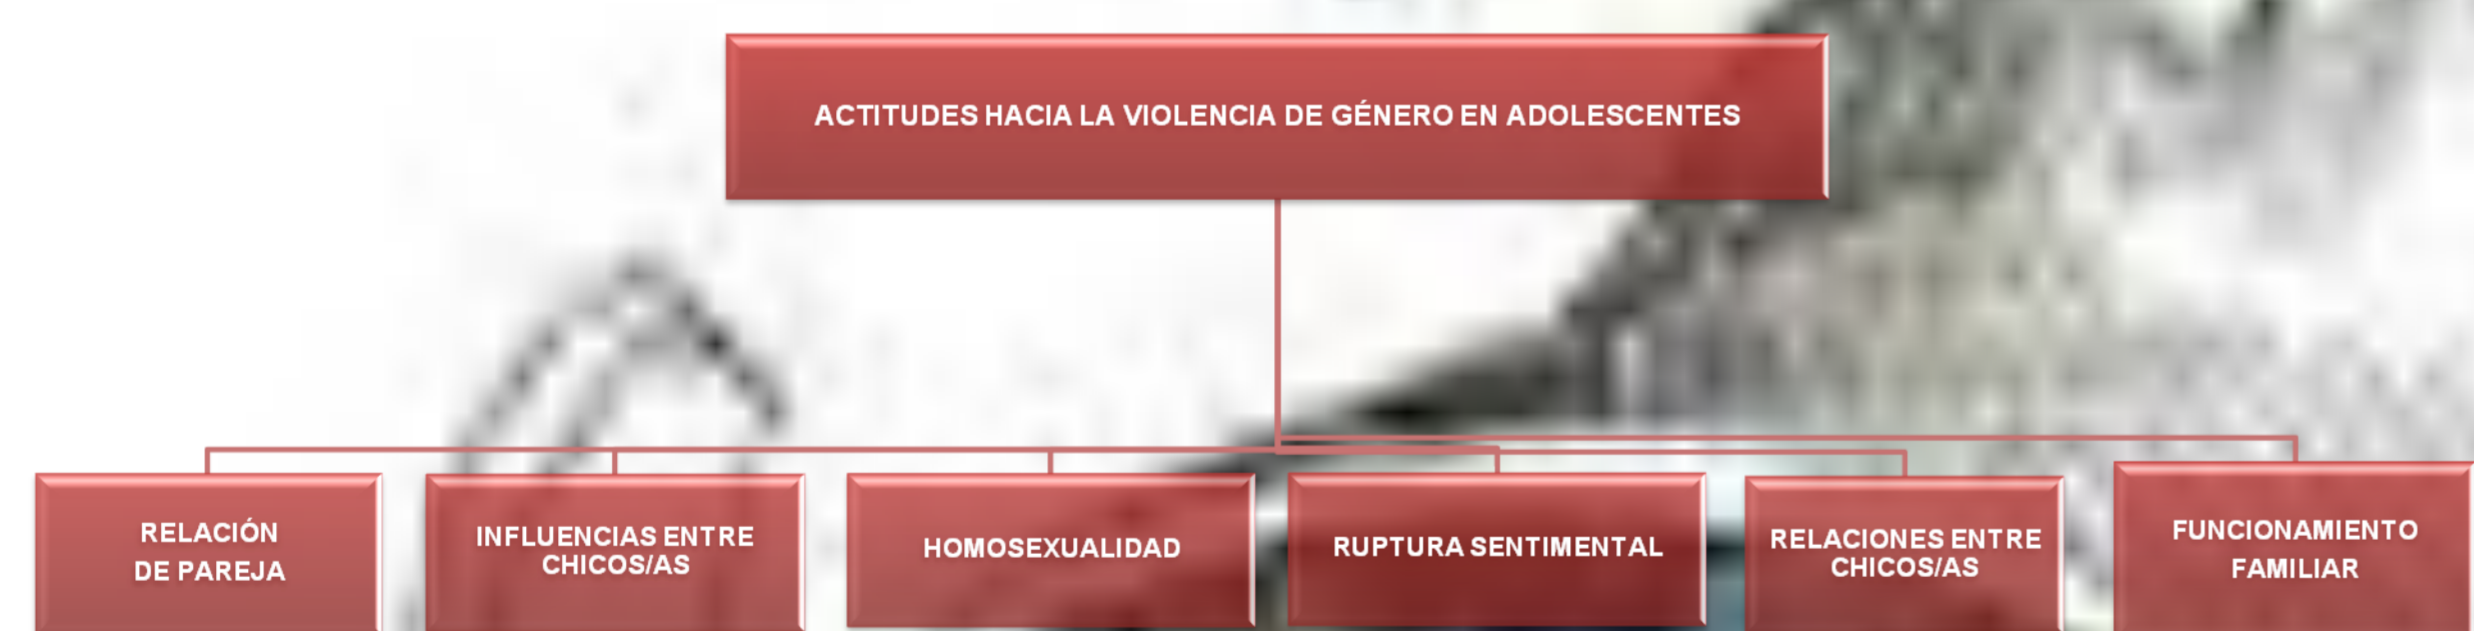 ACTITUDES HACIA LA VIOLENCIA DE GÉNERO EN ADOLESCENTES
RELACIÓN
DE PAREJA
INFLUENCIAS ENTRE
CHICOS/AS
HOMOSEXUALIDAD
RUPTURA SENTIMENTAL
RELACIONES ENTRE
CHICOS/AS
FUNCIONAMIENTO
FAMILIAR